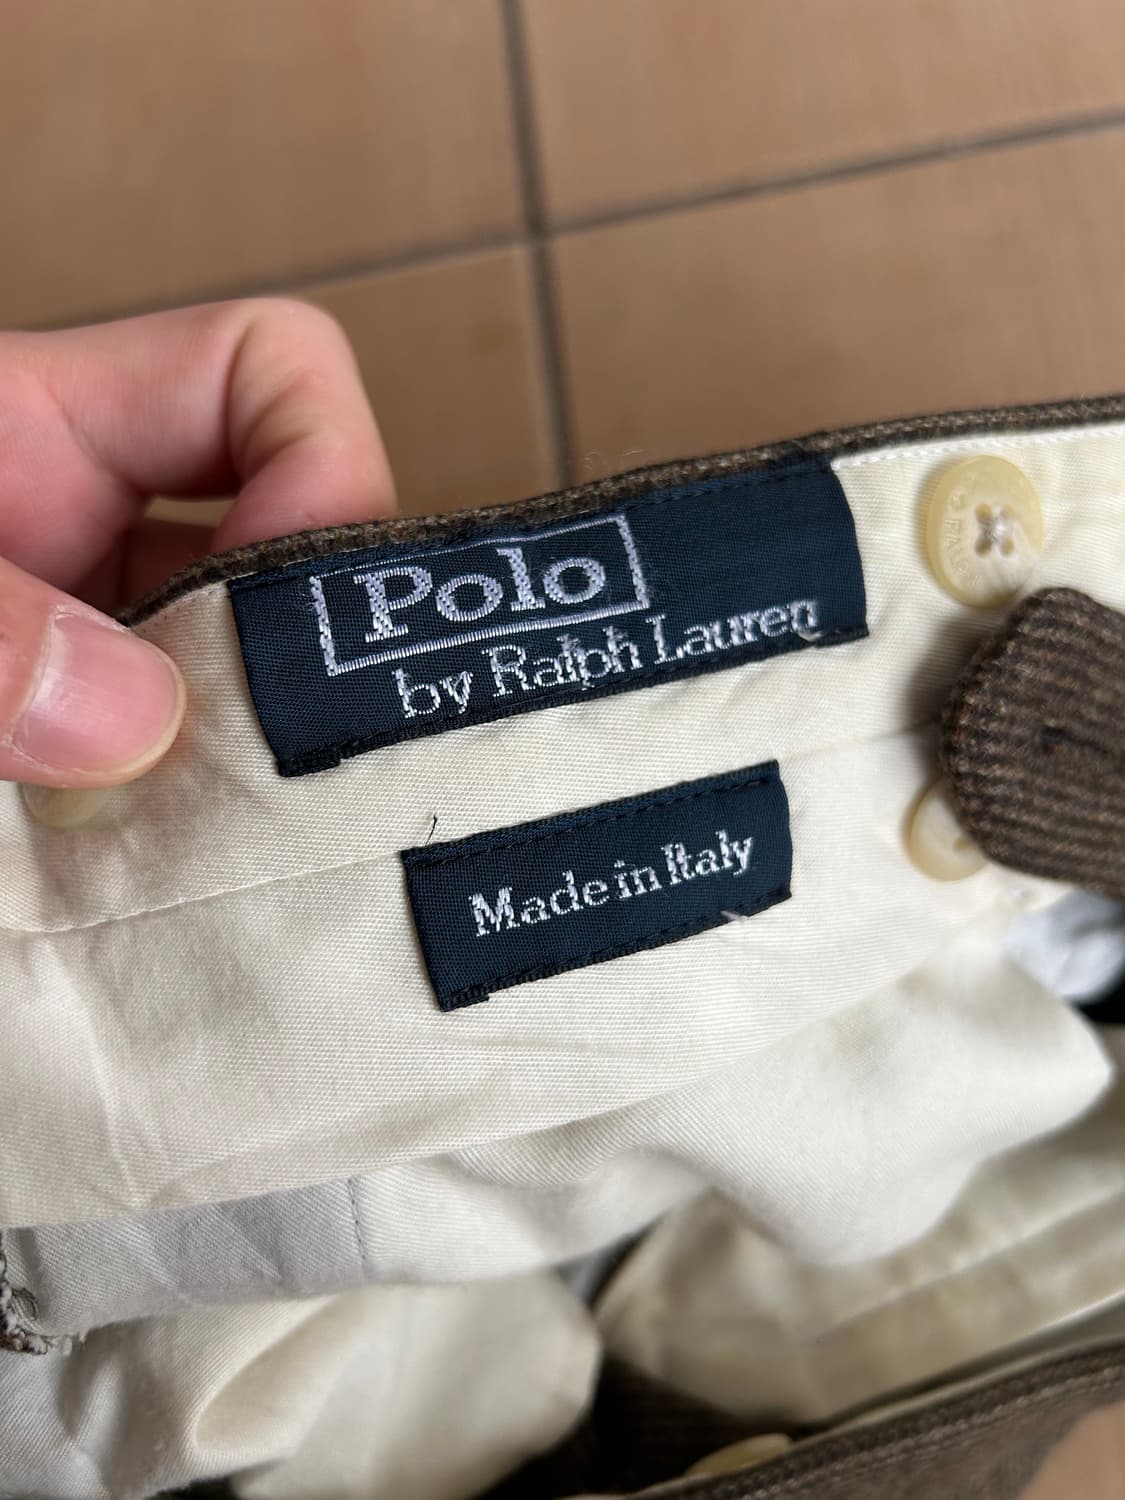 Polo
by Ralph Lauren
Made in Italy